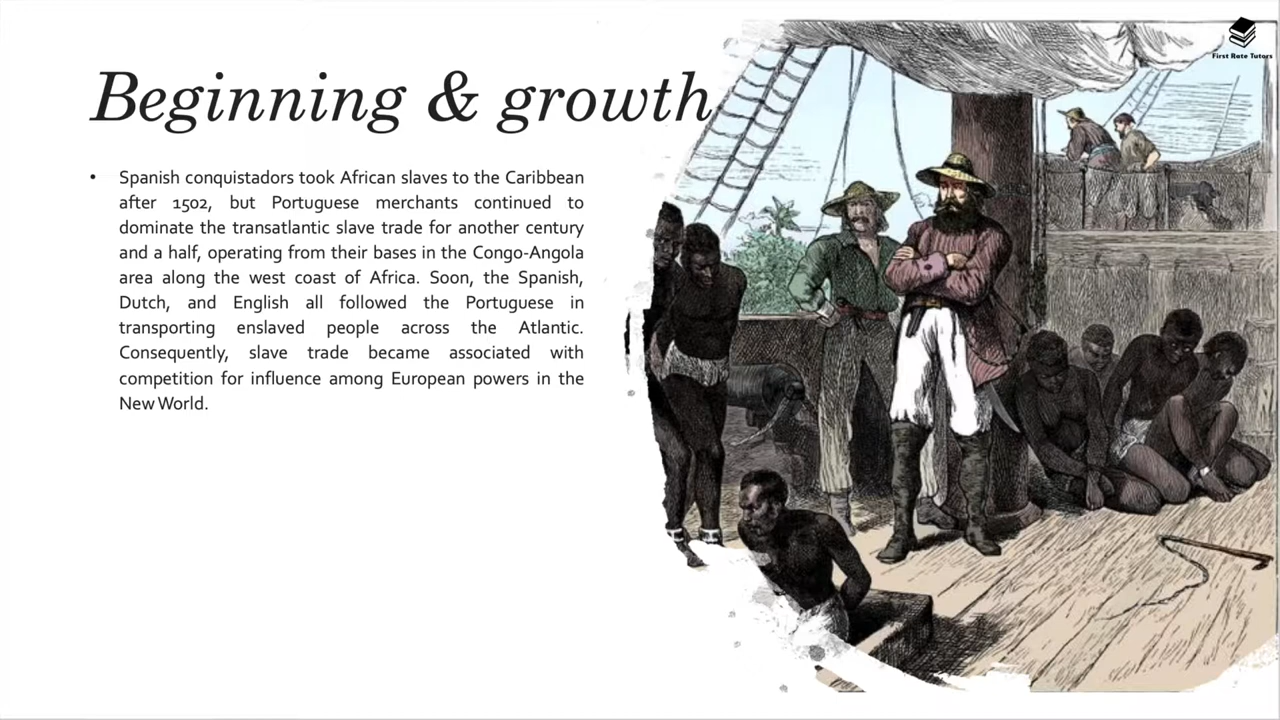 First Rate Tutors
Beginning & growth
• Spanish conquistadors took African slaves to the Caribbean
after 1502, but Portuguese merchants continued to
dominate the transatlantic slave trade for another century
and a half, operating from their bases in the Congo-Angola
area along the west coast of Africa. Soon, the Spanish,
Dutch, and English all followed the Portuguese in
transporting enslaved people across the Atlantic.
Consequently, slave trade became associated with
competition for influence among European powers in the
New World.